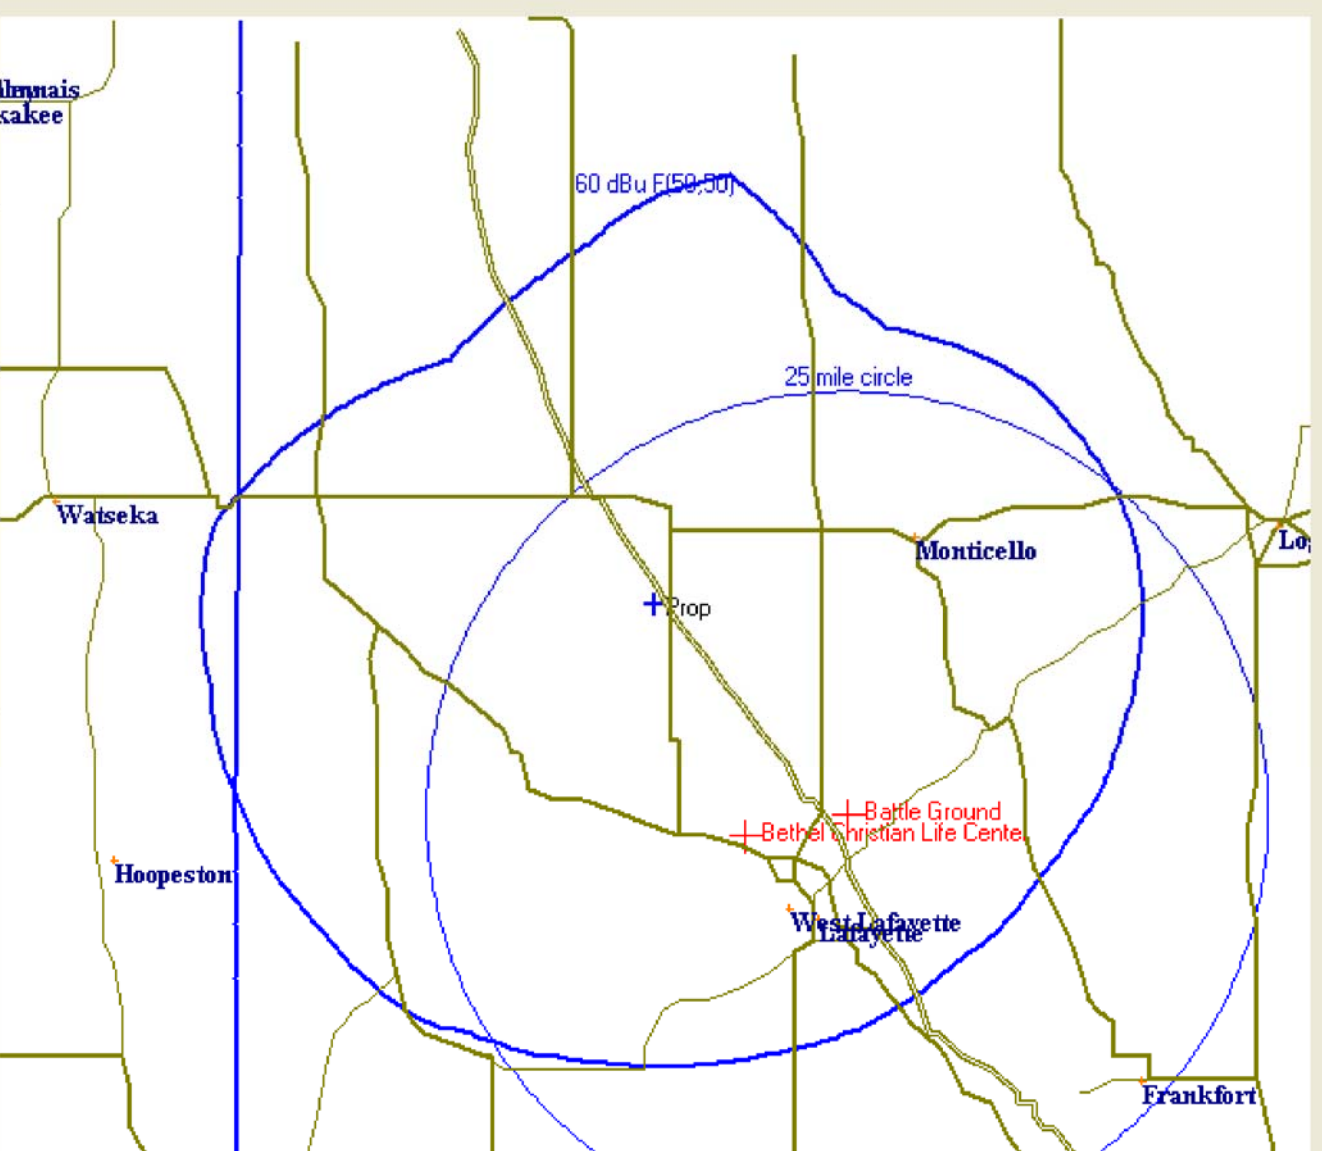 kakee
60 dBu F(50,50)
25 mile circle
Watseka
Monticello
Prop
Battle Ground
Bethel Christian Life Center
Hoopeston
West Lafayette
Lafayette
Frankfort